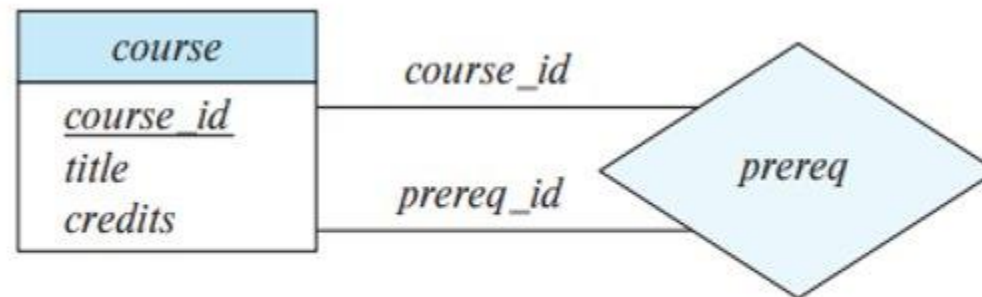 course
course_id
title
credits
course_id
prereq_id
prereq